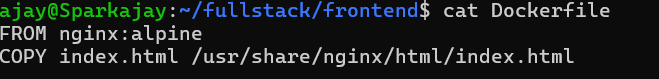 ajay@Sparkajay:~/fullstack/frontend$ cat Dockerfile
FROM nginx:alpine
COPY index.html /usr/share/nginx/html/index.html